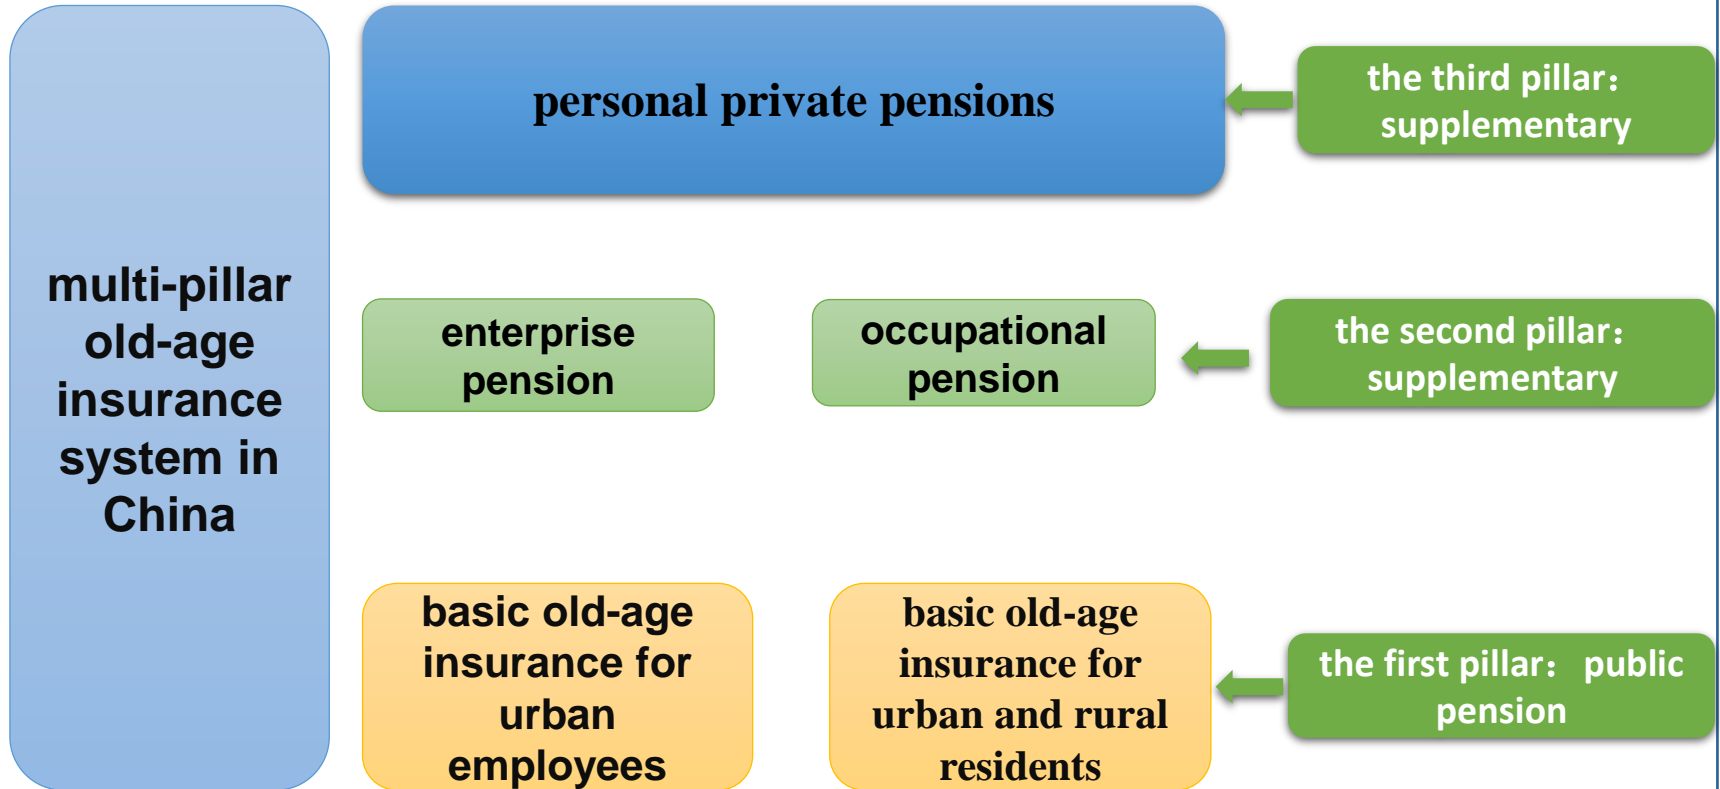 multi-pillar
old-age
insurance
system in
China
personal private pensions
the third pillar：
supplementary
enterprise
pension
occupational
pension
the second pillar：
supplementary
basic old-age
insurance for
urban
employees
basic old-age
insurance for
urban and rural
residents
the first pillar： public
pension